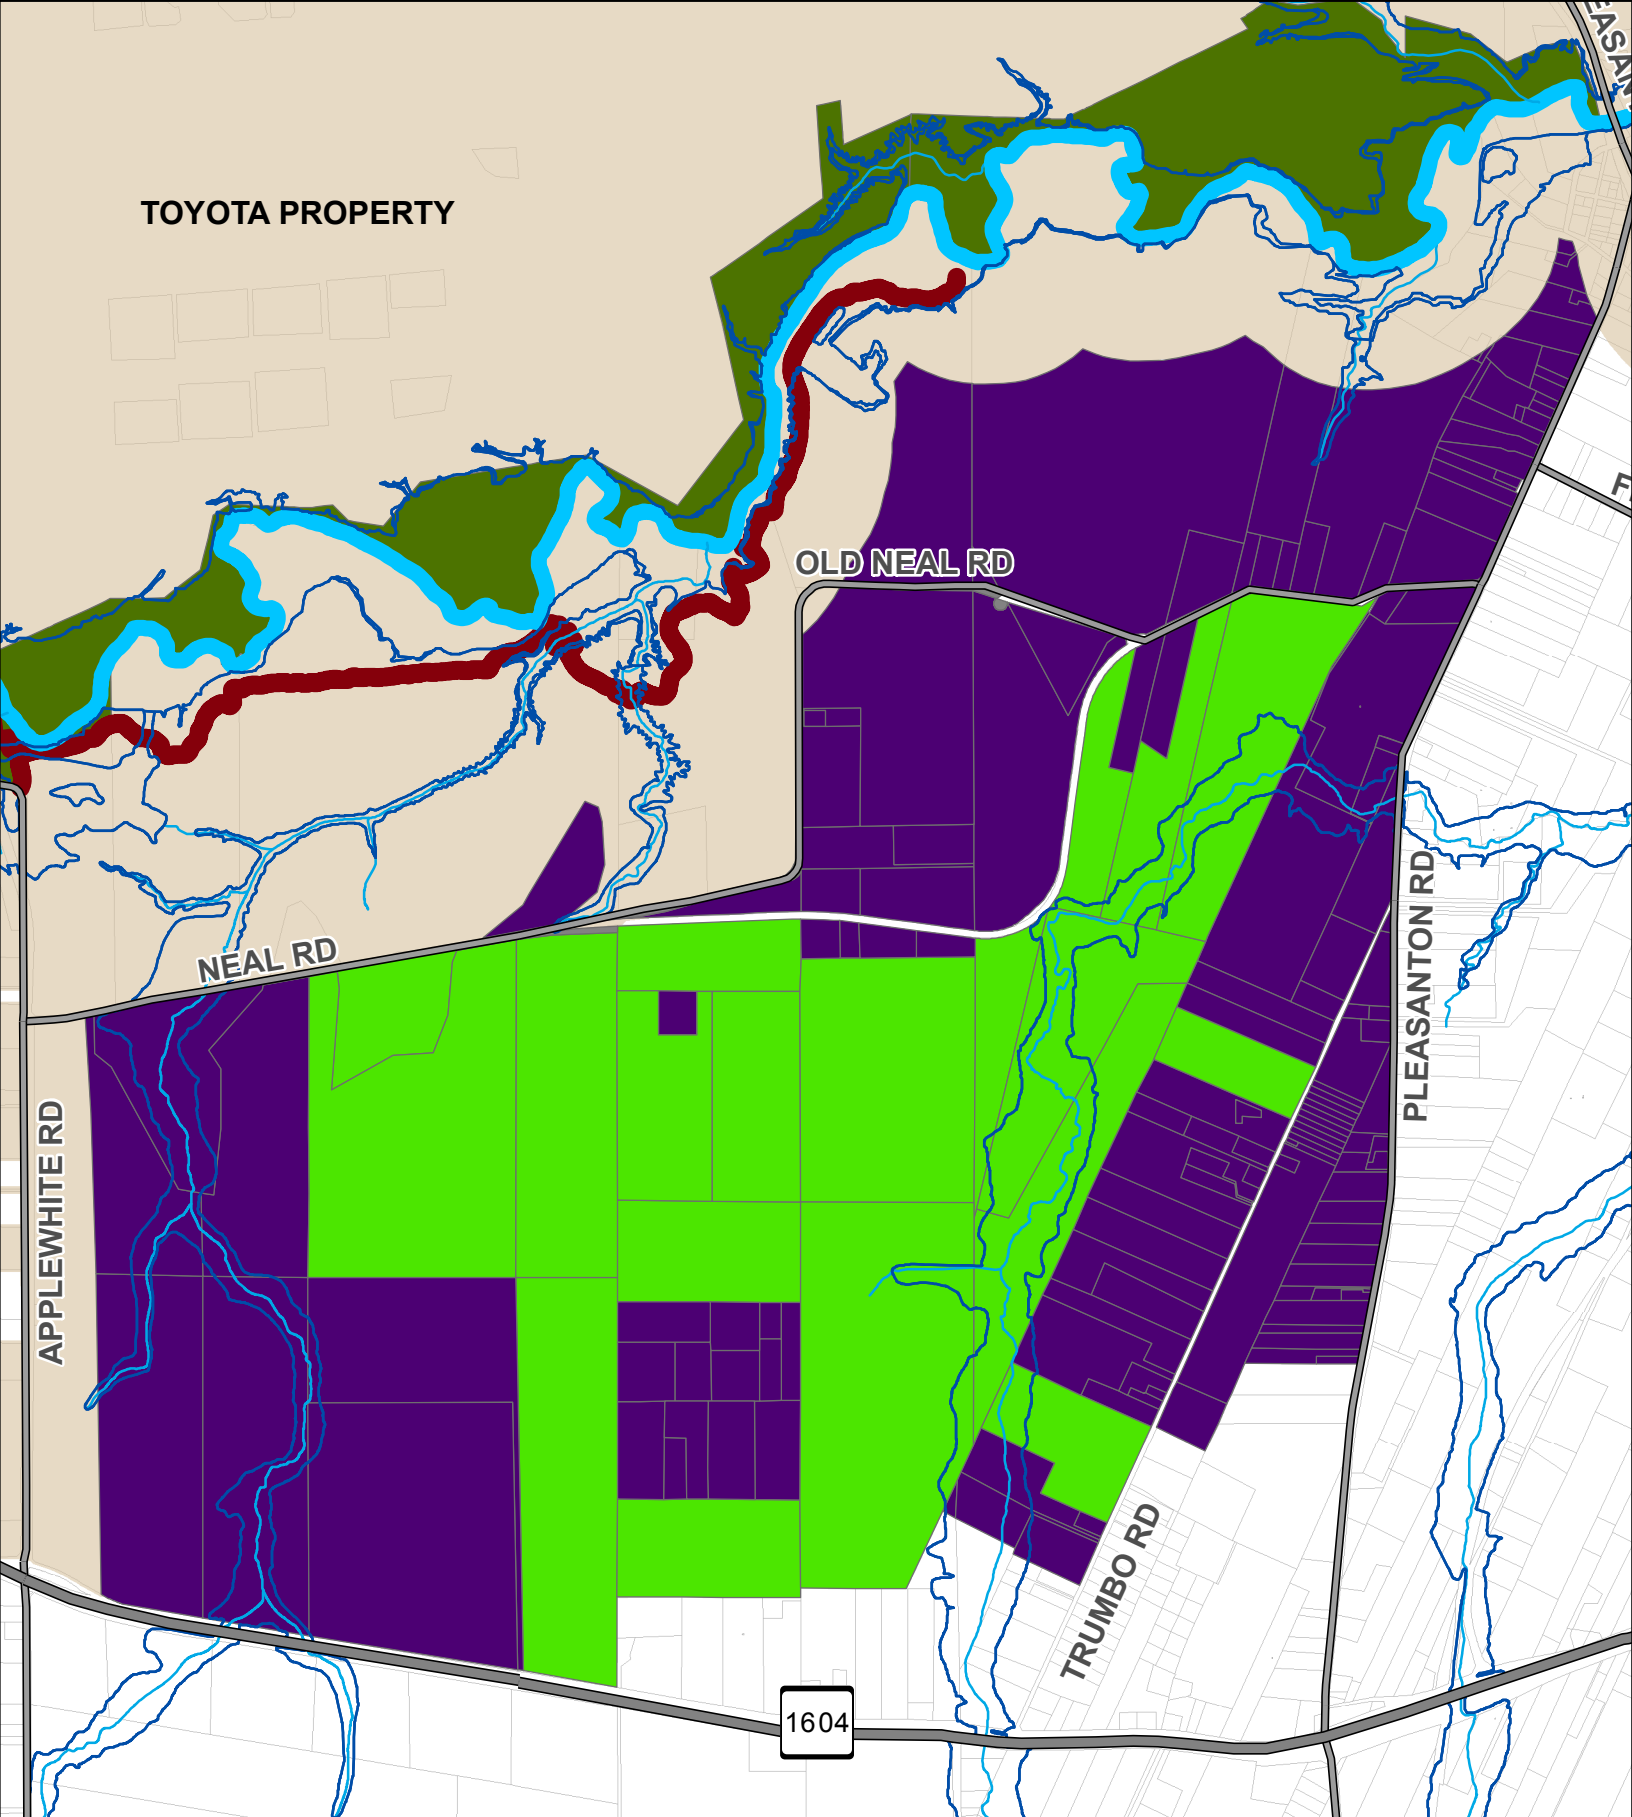 TOYOTA PROPERTY
OLD NEAL RD
NEAL RD
APPLEWHITE RD
PLEASANTON RD
TRUMBO RD
1604